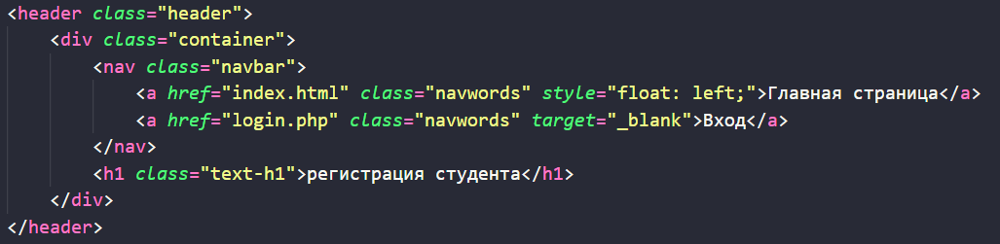 <header class="header">
<div class="container">
<nav class="navbar">
<a href="index.html" class="navwords" style="float: left;">Главная страница</a>
<a href="login.php" class="navwords" target="_blank">Вход</a>
</nav>
<h1 class="text-h1">регистрация студента</h1>
</div>
</header>